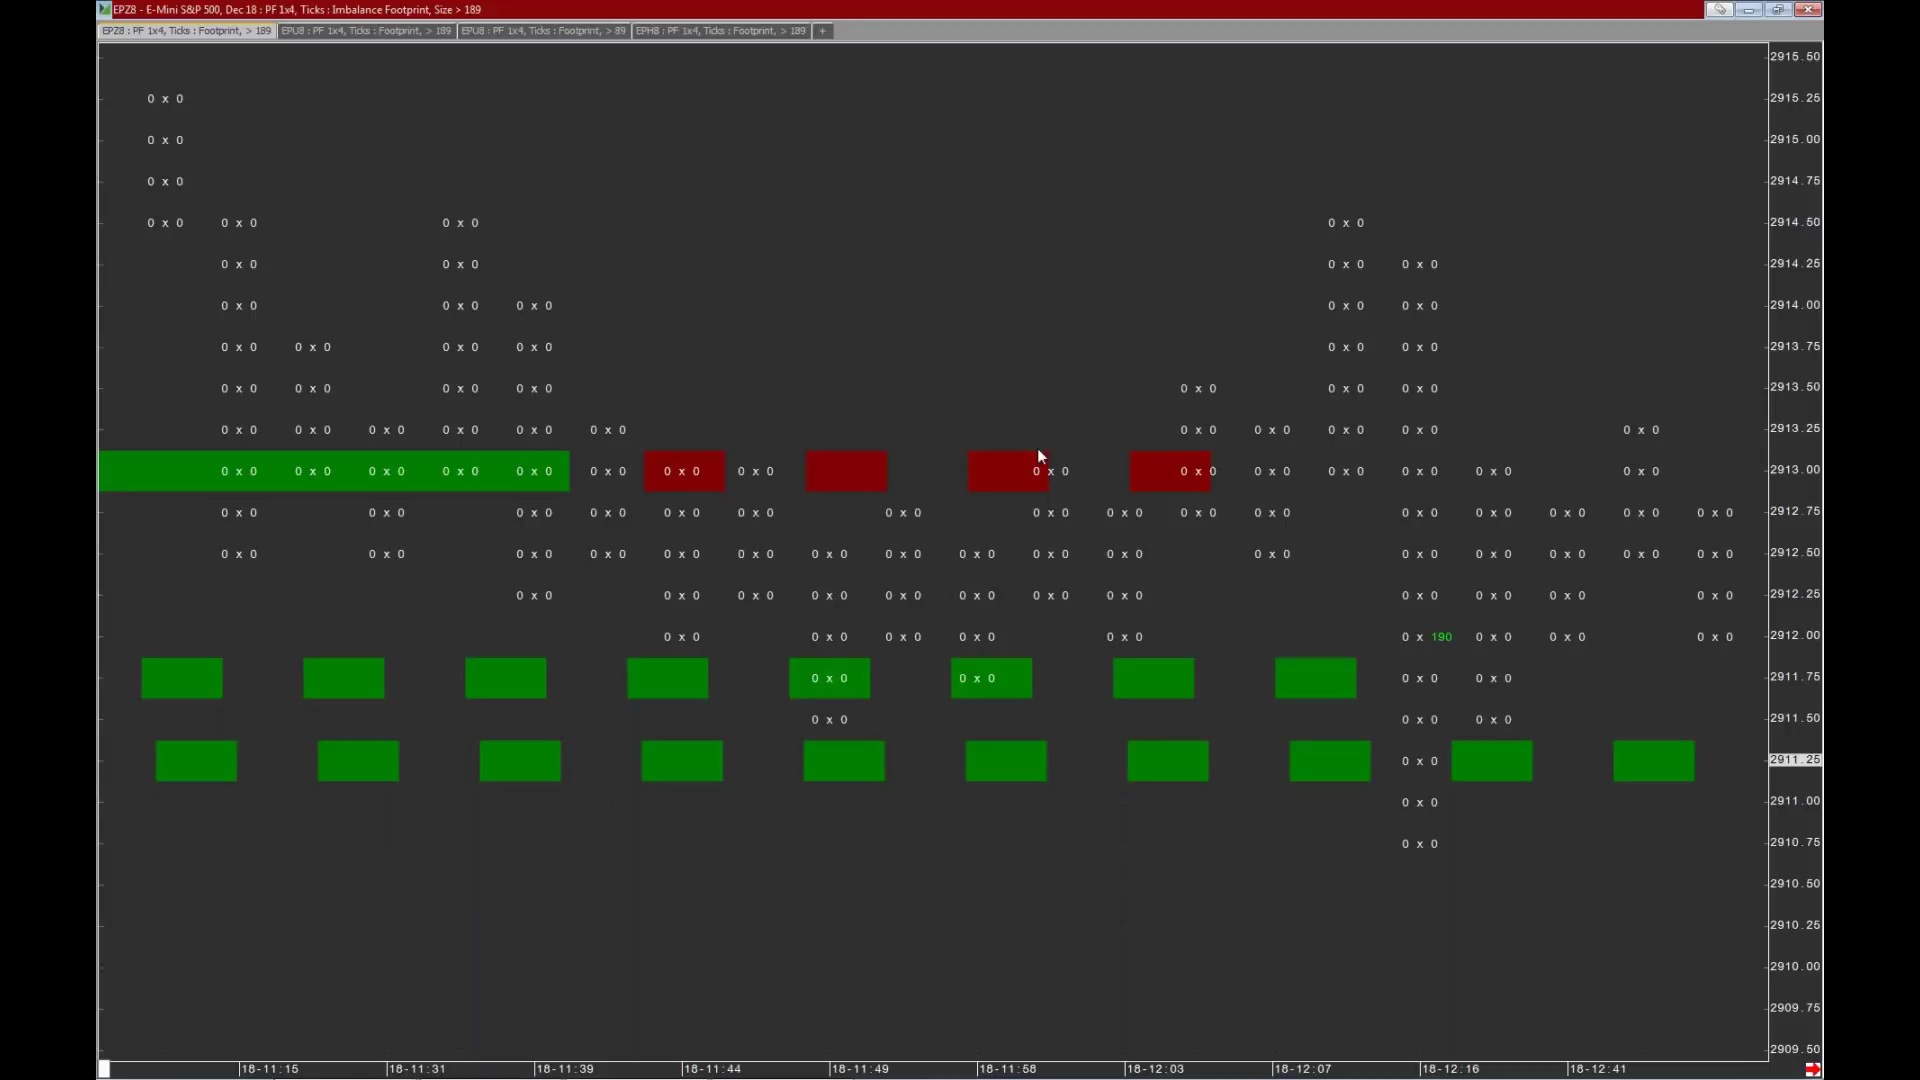 EPZ8 - E-Mini S&P 500, Dec 18 : PF 1x4, Ticks : Imbalance Footprint, Size > 189
EPZ8 : PF 1x4, Ticks : Footprint, > 189 EPU8 : PF 1x4, Ticks : Footprint, > 189 EPU8 : PF 1x4, Ticks : Footprint, > 89 EPH8 : PF 1x4, Ticks : Footprint, > 189 +
2915.50
0 x 0 2915.25
0 x 0 2915.00
0 x 0 2914.75
0 x 0 0 x 0 0 x 0 0 x 0 2914.50
0 x 0 0 x 0 0 x 0 0 x 0 2914.25
0 x 0 0 x 0 0 x 0 0 x 0 0 x 0 2914.00
0 x 0 0 x 0 0 x 0 0 x 0 0 x 0 0 x 0 2913.75
0 x 0 0 x 0 0 x 0 0 x 0 0 x 0 0 x 0 0 x 0 2913.50
0 x 0 0 x 0 0 x 0 0 x 0 0 x 0 0 x 0 0 x 0 0 x 0 0 x 0 0 x 0 0 x 0 2913.25
0 x 0 0 x 0 0 x 0 0 x 0 0 x 0 0 x 0 0 x 0 0 x 0 0 x 0 0 x 0 0 x 0 0 x 0 0 x 0 0 x 0 0 x 0 2913.00
0 x 0 0 x 0 0 x 0 0 x 0 0 x 0 0 x 0 0 x 0 0 x 0 0 x 0 0 x 0 0 x 0 0 x 0 0 x 0 0 x 0 0 x 0 0 x 0 2912.75
0 x 0 0 x 0 0 x 0 0 x 0 0 x 0 0 x 0 0 x 0 0 x 0 0 x 0 0 x 0 0 x 0 0 x 0 0 x 0 0 x 0 0 x 0 0 x 0 0 x 0 2912.50
0 x 0 0 x 0 0 x 0 0 x 0 0 x 0 0 x 0 0 x 0 0 x 0 0 x 0 0 x 0 0 x 0 0 x 0 2912.25
0 x 0 0 x 0 0 x 0 0 x 0 0 x 0 0 x 190 0 x 0 0 x 0 0 x 0 2912.00
0 x 0 0 x 0 0 x 0 0 x 0 2911.75
0 x 0 0 x 0 0 x 0 2911.50
0 x 0 2911.25
0 x 0 2911.00
0 x 0 2910.75
2910.50
2910.25
2910.00
2909.75
2909.50
18-11:15 18-11:31 18-11:39 18-11:44 18-11:49 18-11:58 18-12:03 18-12:07 18-12:16 18-12:41